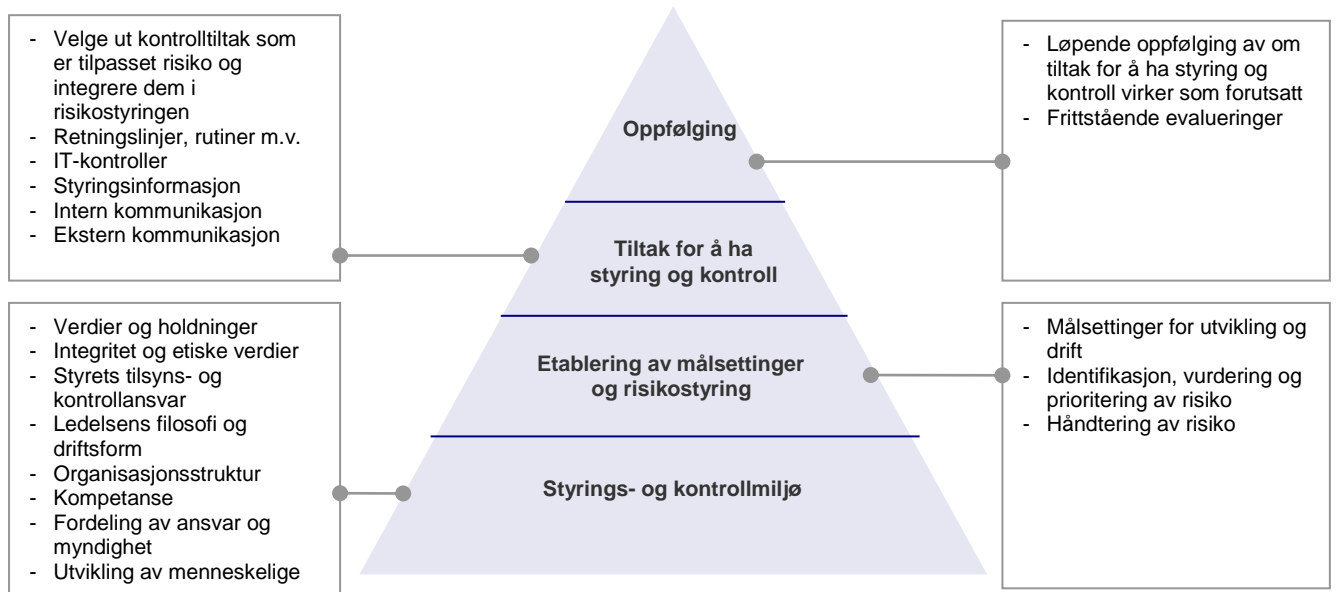 - Velge ut kontrolltiltak som
er tilpasset risiko og
integrere dem i
risikostyringen
- Retningslinjer, rutiner m.v.
- IT-kontroller
- Styringsinformasjon
- Intern kommunikasjon
- Ekstern kommunikasjon
- Løpende oppfølging av om
tiltak for å ha styring og
kontroll virker som forutsatt
- Frittstående evalueringer
Oppfølging
Tiltak for å ha
styring og kontroll
Etablering av målsettinger
og risikostyring
Styrings- og kontrollmiljø
- Verdier og holdninger
- Integritet og etiske verdier
- Styrets tilsyns- og
kontrollansvar
- Ledelsens filosofi og
driftsform
- Organisasjonsstruktur
- Kompetanse
- Fordeling av ansvar og
myndighet
- Utvikling av menneskelige
- Målsettinger for utvikling og
drift
- Identifikasjon, vurdering og
prioritering av risiko
- Håndtering av risiko